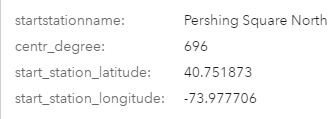 startstationname: Pershing Square North
centr_degree: 696
start_station_latitude: 40.751873
start_station_longitude: -73.977706